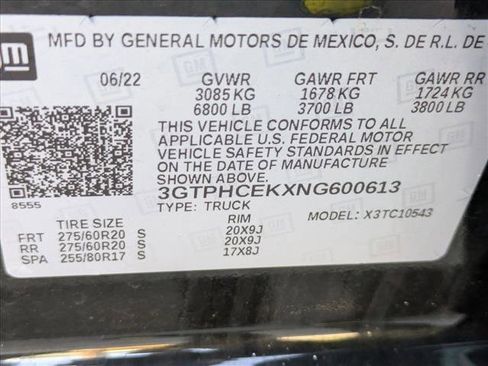 gm MFD BY GENERAL MOTORS DE MEXICO, S. DE R.L. DE
06/22 GVWR GAWR FRT GAWR RR
3085 KG 1678 KG 1724 KG
6800 LB 3700 LB 3800 LB
THIS VEHICLE CONFORMS TO ALL
APPLICABLE U.S. FEDERAL MOTOR
VEHICLE SAFETY STANDARDS IN EFFECT
ON THE DATE OF MANUFACTURE
SHOWN ABOVE.
3GTPHCEKXNG600613
8555 TYPE: TRUCK MODEL: X3TC10543
TIRE SIZE RIM
FRT 275/60R20 S 20X9J
RR 275/60R20 S 20X9J
SPA 255/80R17 S 17X8J